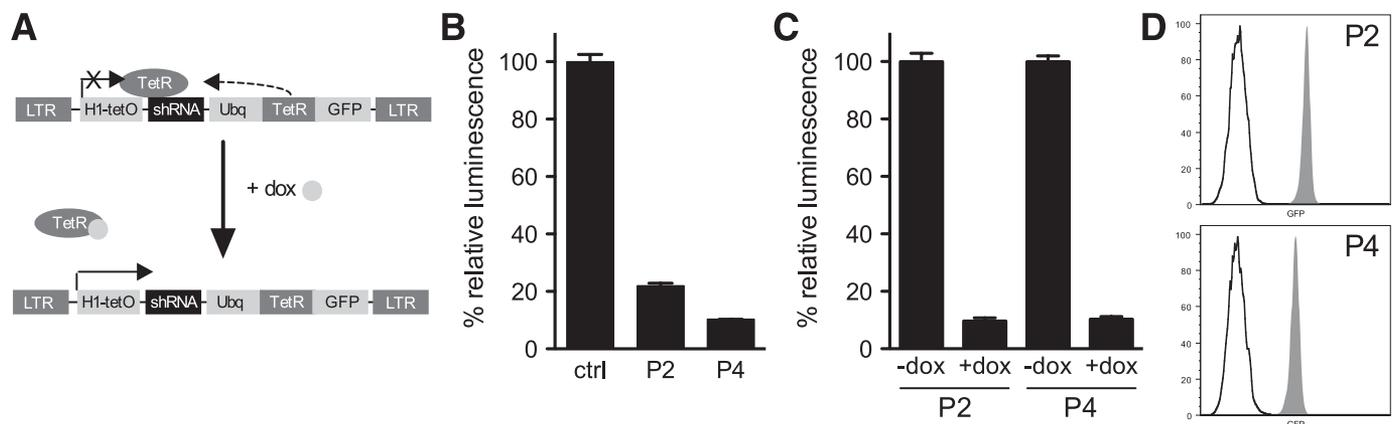 A
TetR
LTR H1-tetO shRNA Ubq TetR GFP LTR
+ dox
TetR
LTR H1-tetO shRNA Ubq TetR GFP LTR
B
% relative luminescence
100
80
60
40
20
0
ctrl P2 P4
C
% relative luminescence
100
80
60
40
20
0
-dox +dox -dox +dox
P2 P4
D
P2
100
80
60
40
20
0
GFP
P4
100
80
60
40
20
0
GFP